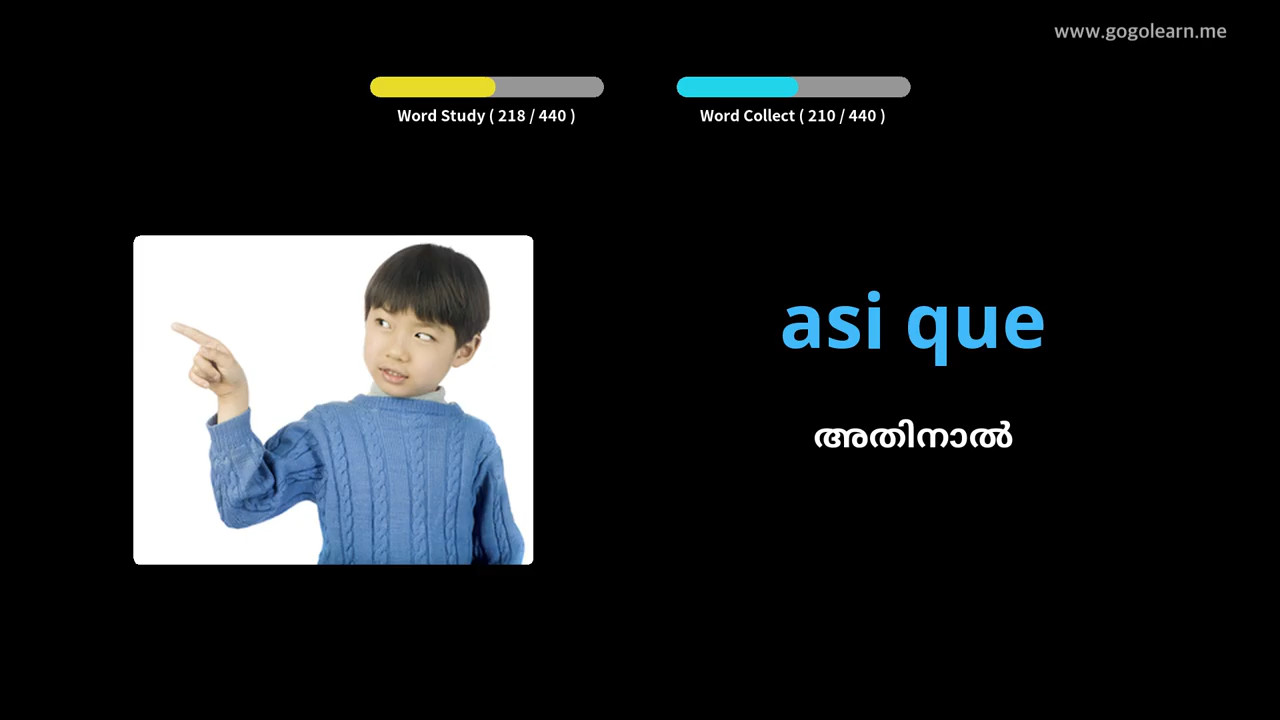 www.gogolearn.me
Word Study ( 218 / 440 )
Word Collect ( 210 / 440 )
asi que
അതിനാൽ